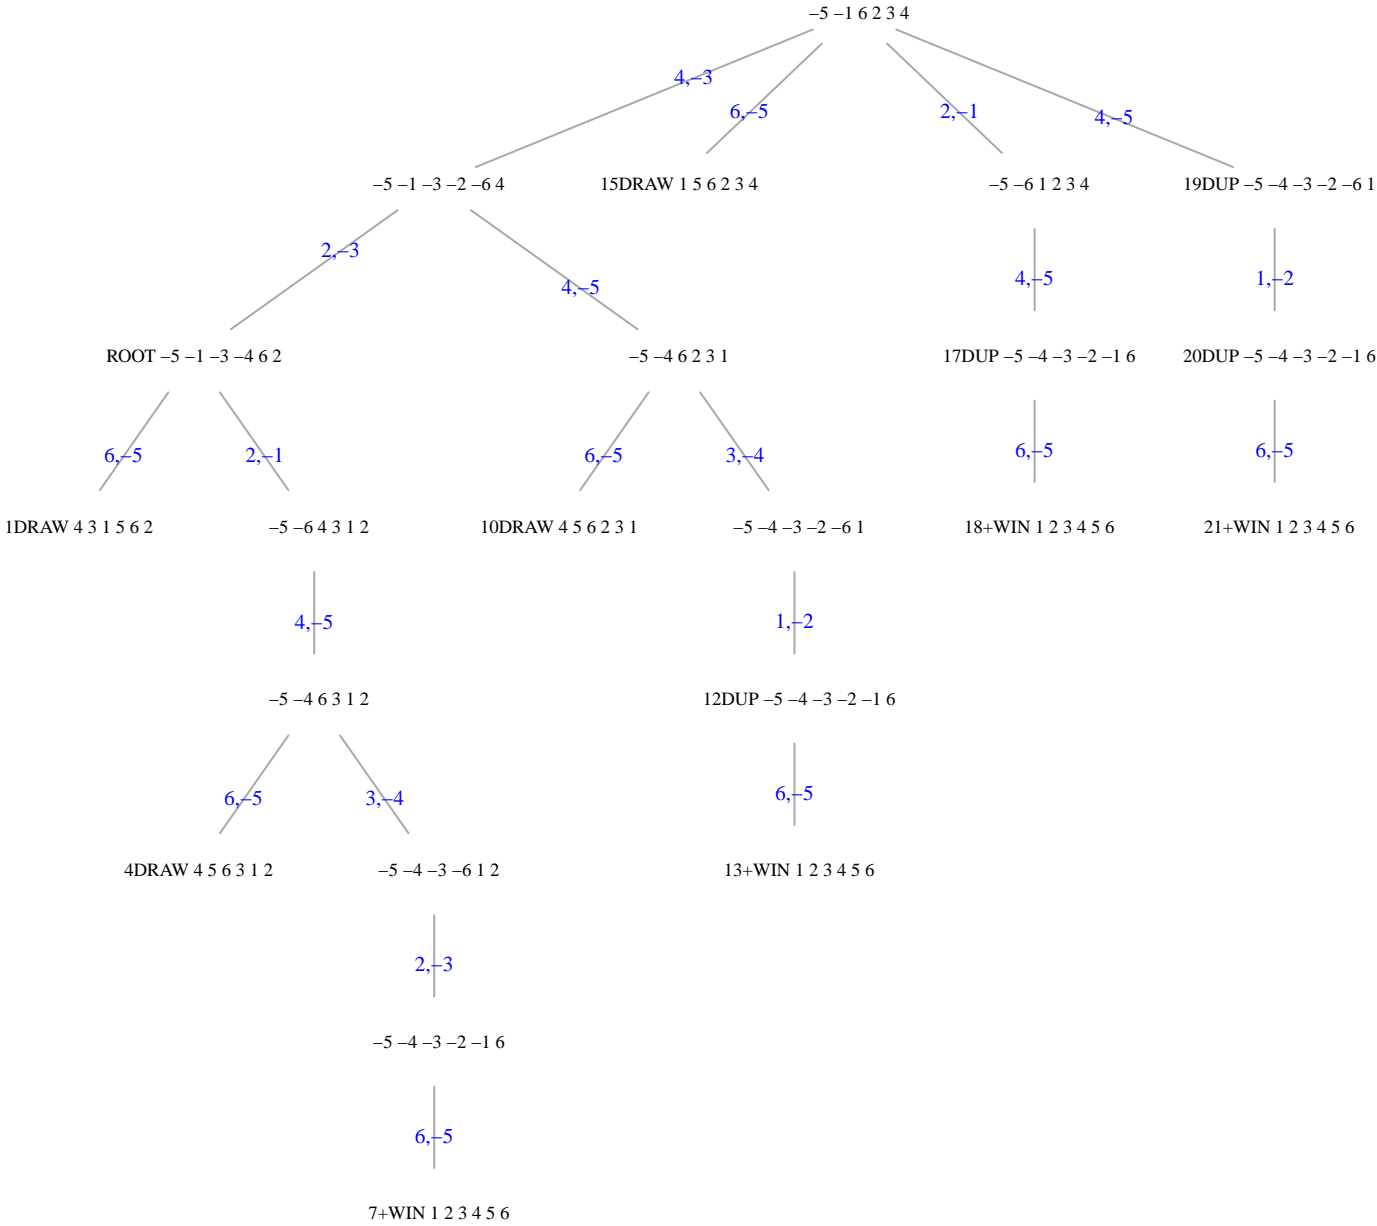 –5 –1 6 2 3 4
4,–3
6,–5
2,–1
4,–5
–5 –1 –3 –2 –6 4
15DRAW 1 5 6 2 3 4
–5 –6 1 2 3 4
19DUP –5 –4 –3 –2 –6 1
2,–3
4,–5
4,–5
1,–2
ROOT –5 –1 –3 –4 6 2
–5 –4 6 2 3 1
17DUP –5 –4 –3 –2 –1 6
20DUP –5 –4 –3 –2 –1 6
6,–5
2,–1
6,–5
3,–4
6,–5
6,–5
1DRAW 4 3 1 5 6 2
–5 –6 4 3 1 2
10DRAW 4 5 6 2 3 1
–5 –4 –3 –2 –6 1
18+WIN 1 2 3 4 5 6
21+WIN 1 2 3 4 5 6
4,–5
1,–2
–5 –4 6 3 1 2
12DUP –5 –4 –3 –2 –1 6
6,–5
3,–4
6,–5
4DRAW 4 5 6 3 1 2
–5 –4 –3 –6 1 2
13+WIN 1 2 3 4 5 6
2,–3
–5 –4 –3 –2 –1 6
6,–5
7+WIN 1 2 3 4 5 6